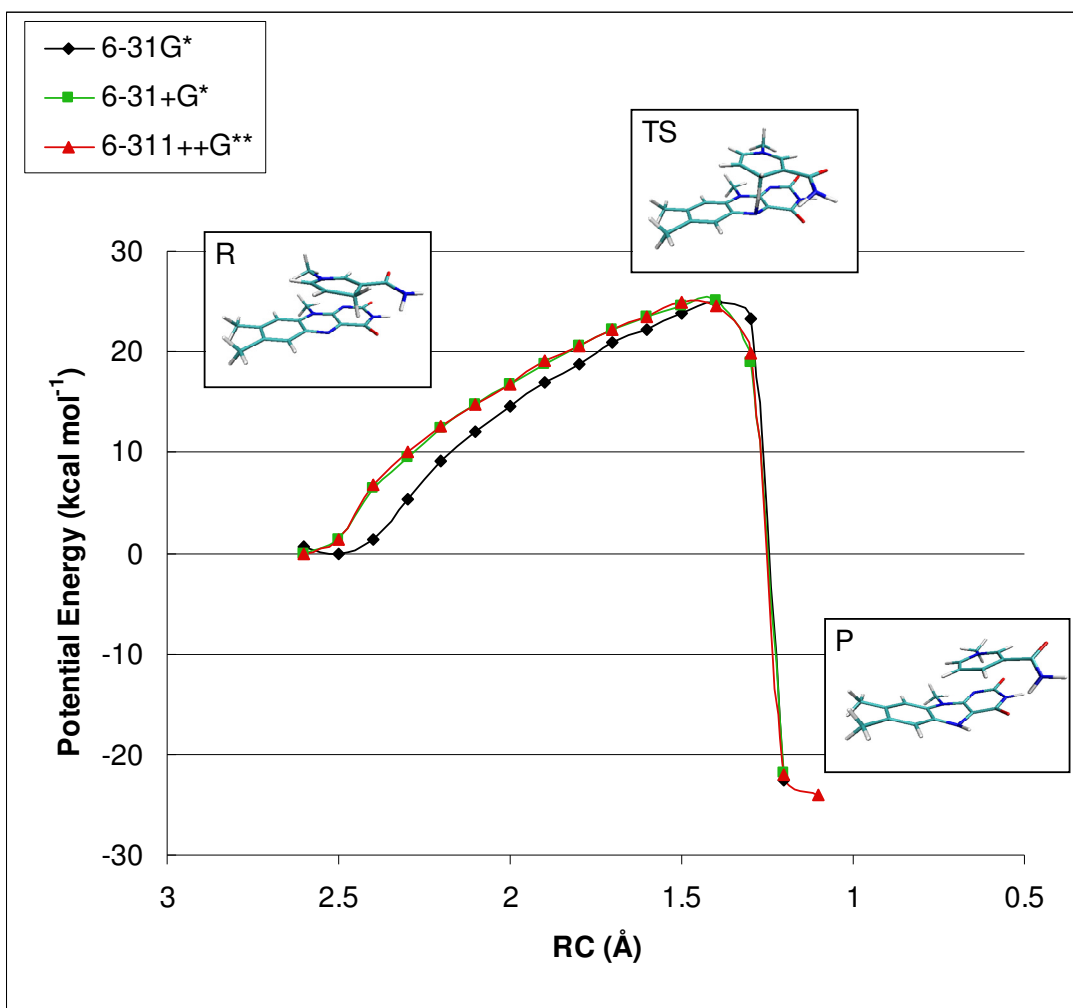 6-31G*
6-31+G*
6-311++G**
TS
R
P
30
20
10
0
-10
-20
-30
3
2.5
2
1.5
1
0.5
Potential Energy (kcal mol⁻¹)
RC (Å)